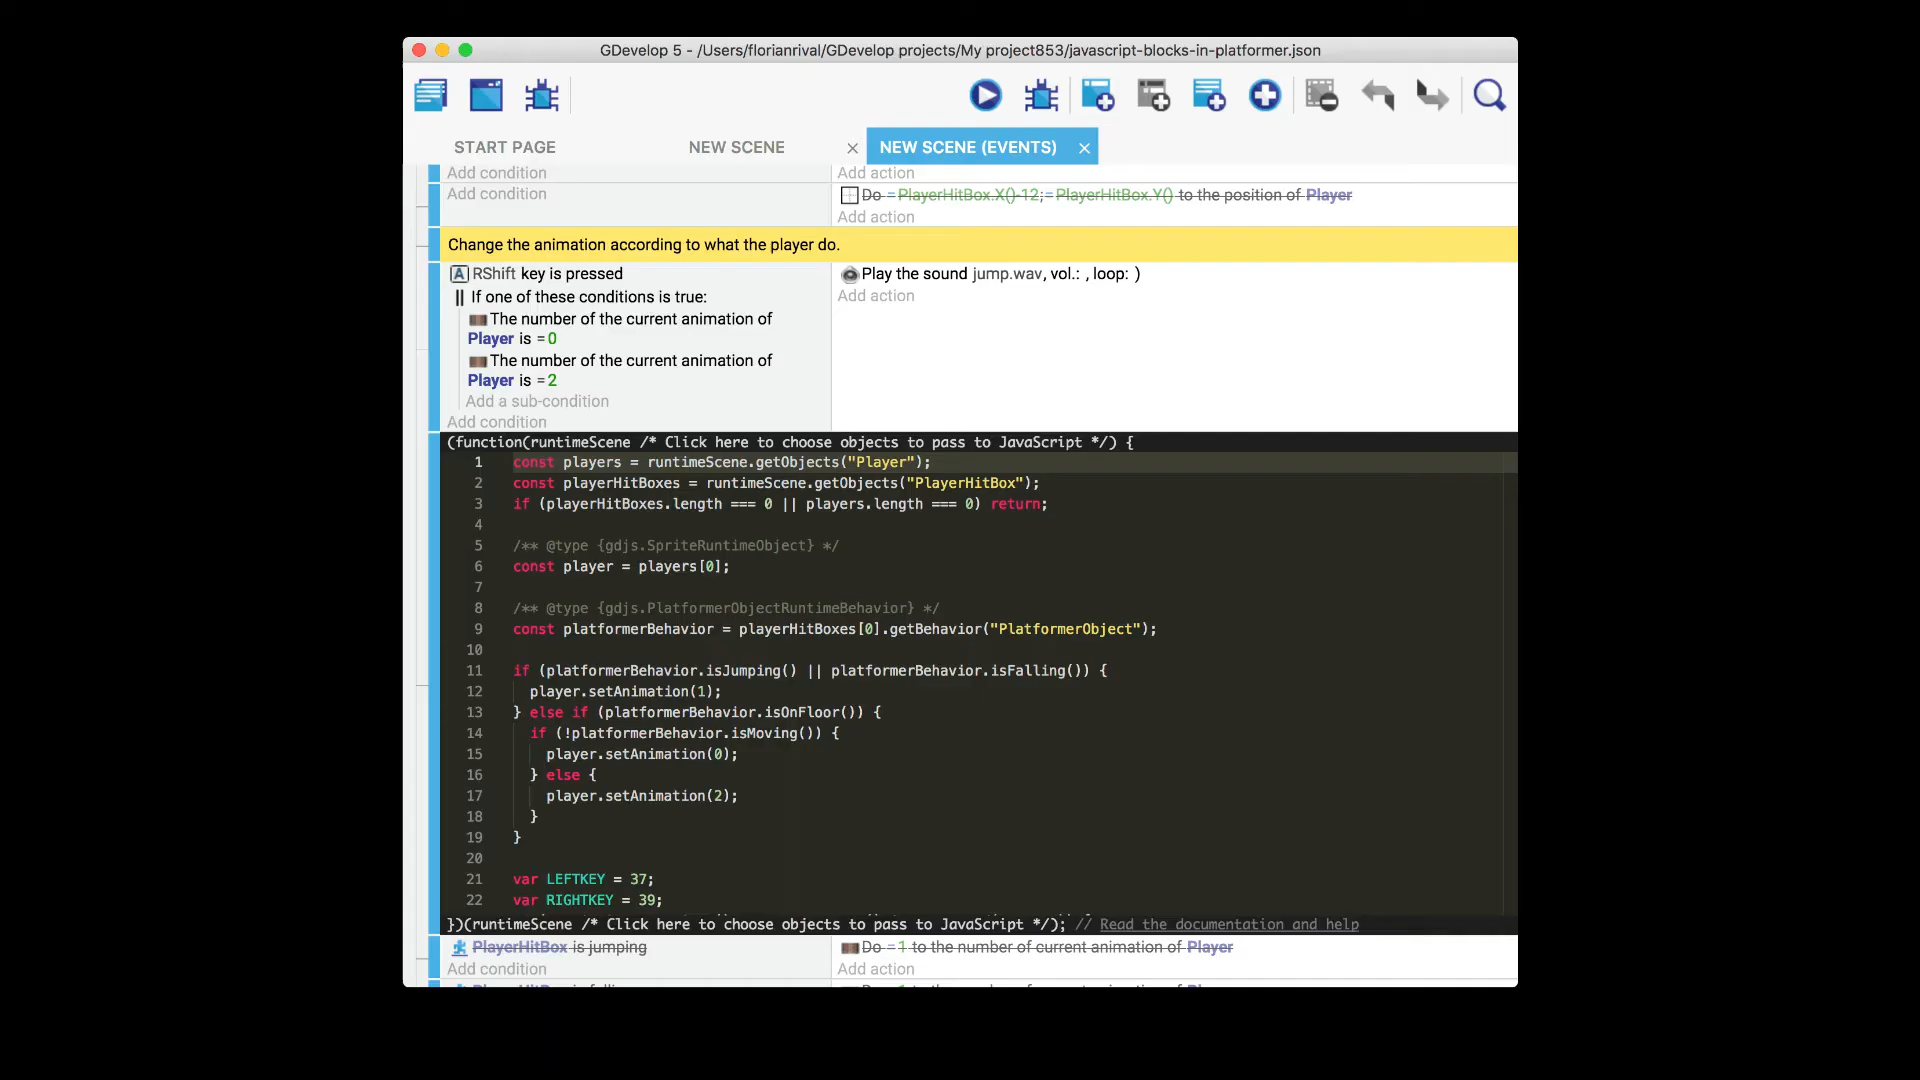 GDevelop 5 - /Users/florianrival/GDevelop projects/My project853/javascript-blocks-in-platformer.json
START PAGE NEW SCENE × NEW SCENE (EVENTS) ×
Add condition Add action
Add condition Do =PlayerHitBox.X()-12;=PlayerHitBox.Y() to the position of Player
Add action
Change the animation according to what the player do.
A RShift key is pressed Play the sound jump.wav, vol.: , loop: )
If one of these conditions is true: Add action
The number of the current animation of
Player is =0
The number of the current animation of
Player is =2
Add a sub-condition
Add condition
(function(runtimeScene /* Click here to choose objects to pass to JavaScript */) {
1 const players = runtimeScene.getObjects("Player");
2 const playerHitBoxes = runtimeScene.getObjects("PlayerHitBox");
3 if (playerHitBoxes.length === 0 || players.length === 0) return;
4
5 /** @type {gdjs.SpriteRuntimeObject} */
6 const player = players[0];
7
8 /** @type {gdjs.PlatformerObjectRuntimeBehavior} */
9 const platformerBehavior = playerHitBoxes[0].getBehavior("PlatformerObject");
10
11 if (platformerBehavior.isJumping() || platformerBehavior.isFalling()) {
12 player.setAnimation(1);
13 } else if (platformerBehavior.isOnFloor()) {
14 if (!platformerBehavior.isMoving()) {
15 player.setAnimation(0);
16 } else {
17 player.setAnimation(2);
18 }
19 }
20
21 var LEFTKEY = 37;
22 var RIGHTKEY = 39;
})(runtimeScene /* Click here to choose objects to pass to JavaScript */); // Read the documentation and help
PlayerHitBox is jumping Do =1 to the number of current animation of Player
Add condition Add action